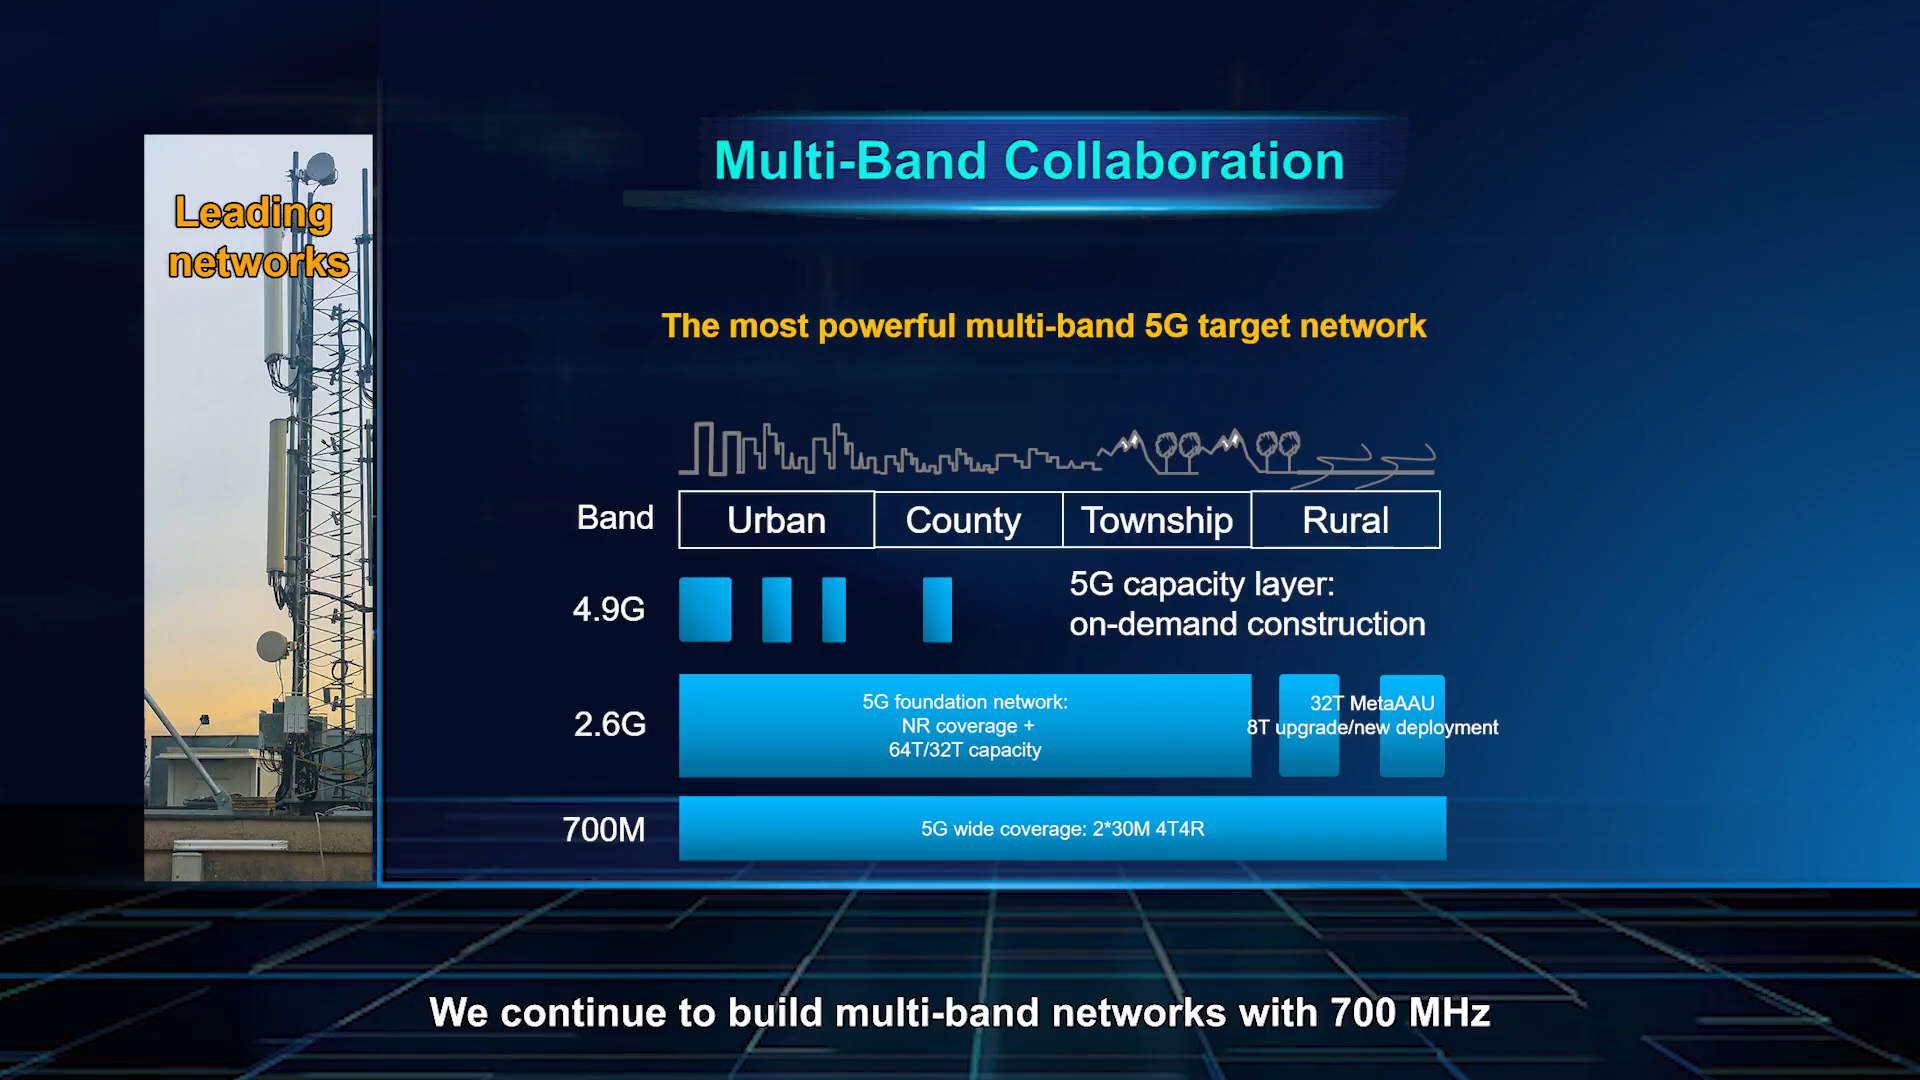 Leading
networks
Multi-Band Collaboration
The most powerful multi-band 5G target network
Band Urban County Township Rural
4.9G
5G capacity layer:
on-demand construction
2.6G
5G foundation network:
NR coverage +
64T/32T capacity
32T MetaAAU
8T upgrade/new deployment
700M
5G wide coverage: 2*30M 4T4R
We continue to build multi-band networks with 700 MHz